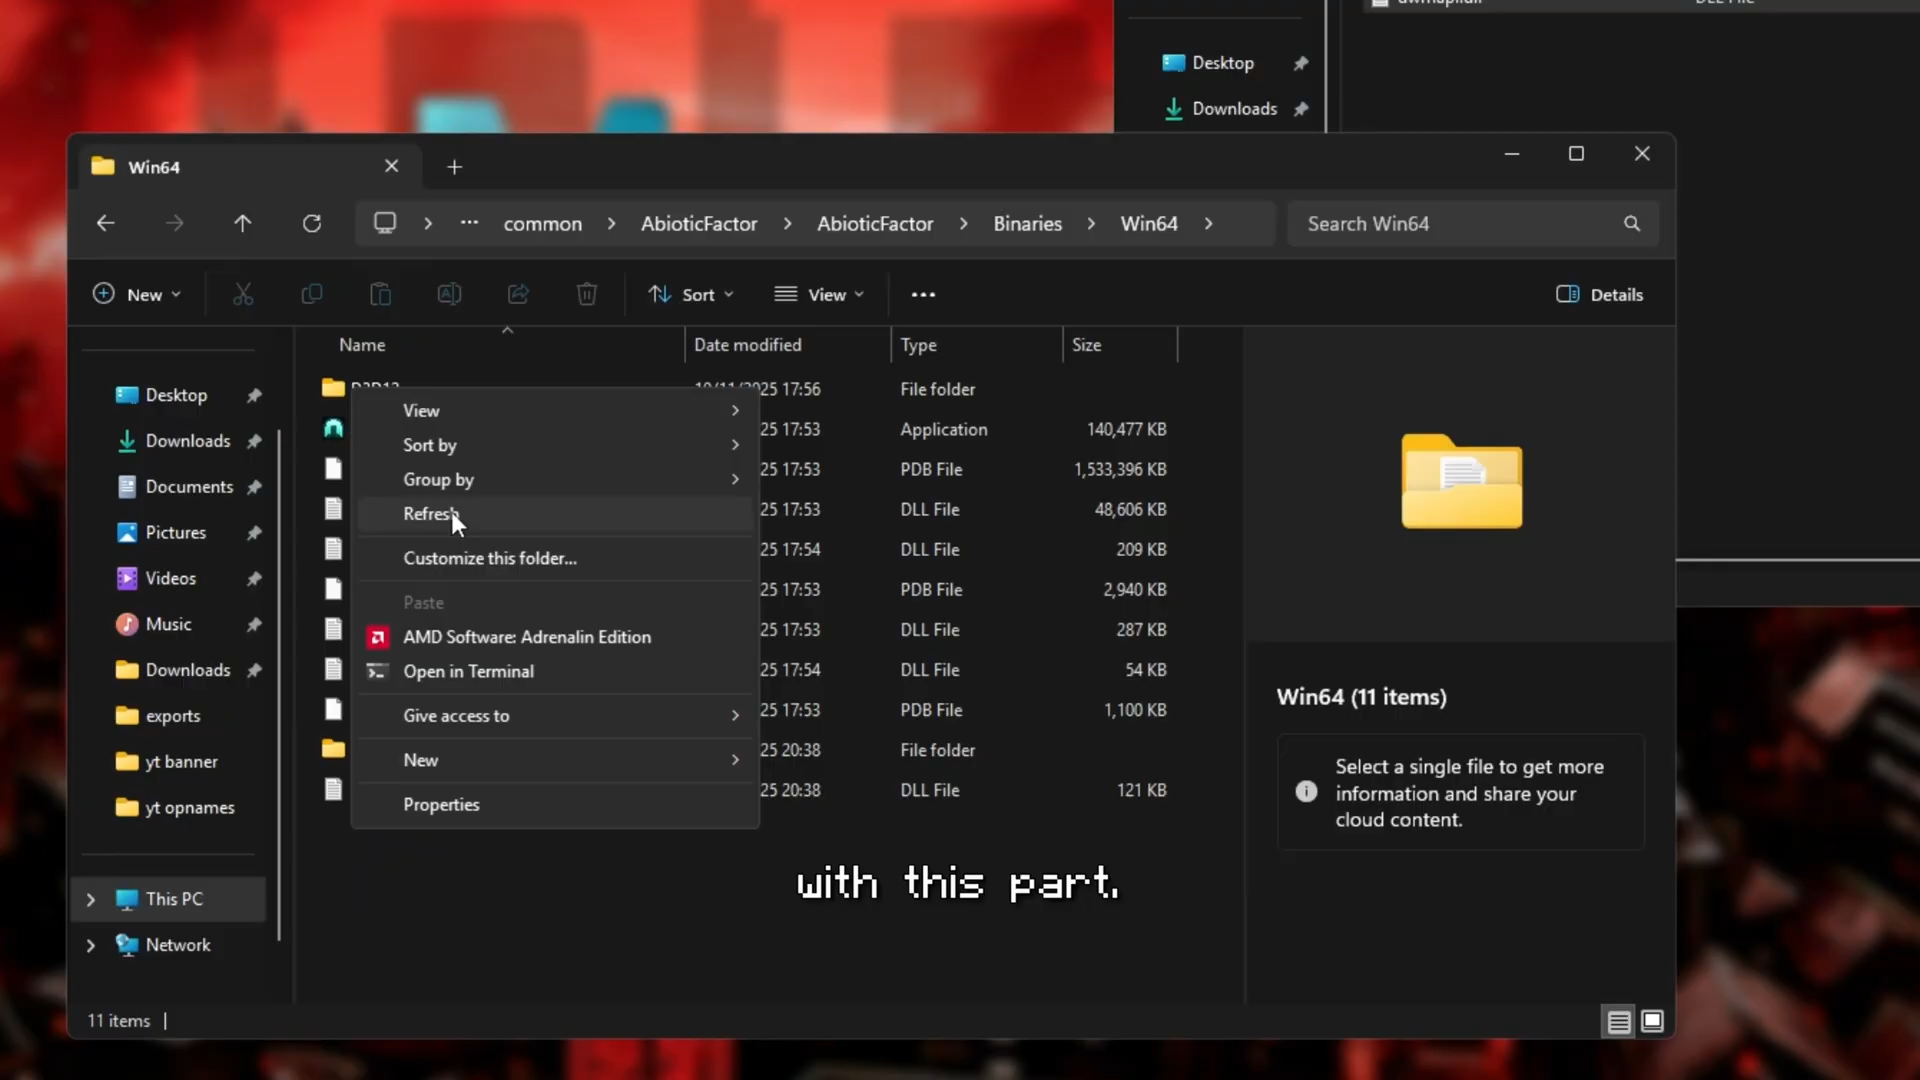 DLL File
Desktop
Downloads
Win64
common
AbioticFactor
AbioticFactor
Binaries
Win64
Search Win64
New
Sort
View
Details
Name
Date modified
Type
Size
Desktop
Downloads
Documents
Pictures
Videos
Music
Downloads
exports
yt banner
yt opnames
This PC
Network
17:56 File folder
25 17:53 Application 140,477 KB
25 17:53 PDB File 1,533,396 KB
25 17:53 DLL File 48,606 KB
25 17:54 DLL File 209 KB
25 17:53 PDB File 2,940 KB
25 17:53 DLL File 287 KB
25 17:54 DLL File 54 KB
25 17:53 PDB File 1,100 KB
25 20:38 File folder
25 20:38 DLL File 121 KB
View
Sort by
Group by
Refresh
Customize this folder...
Paste
AMD Software: Adrenalin Edition
Open in Terminal
Give access to
New
Properties
Win64 (11 items)
Select a single file to get more
information and share your
cloud content.
with this part.
11 items